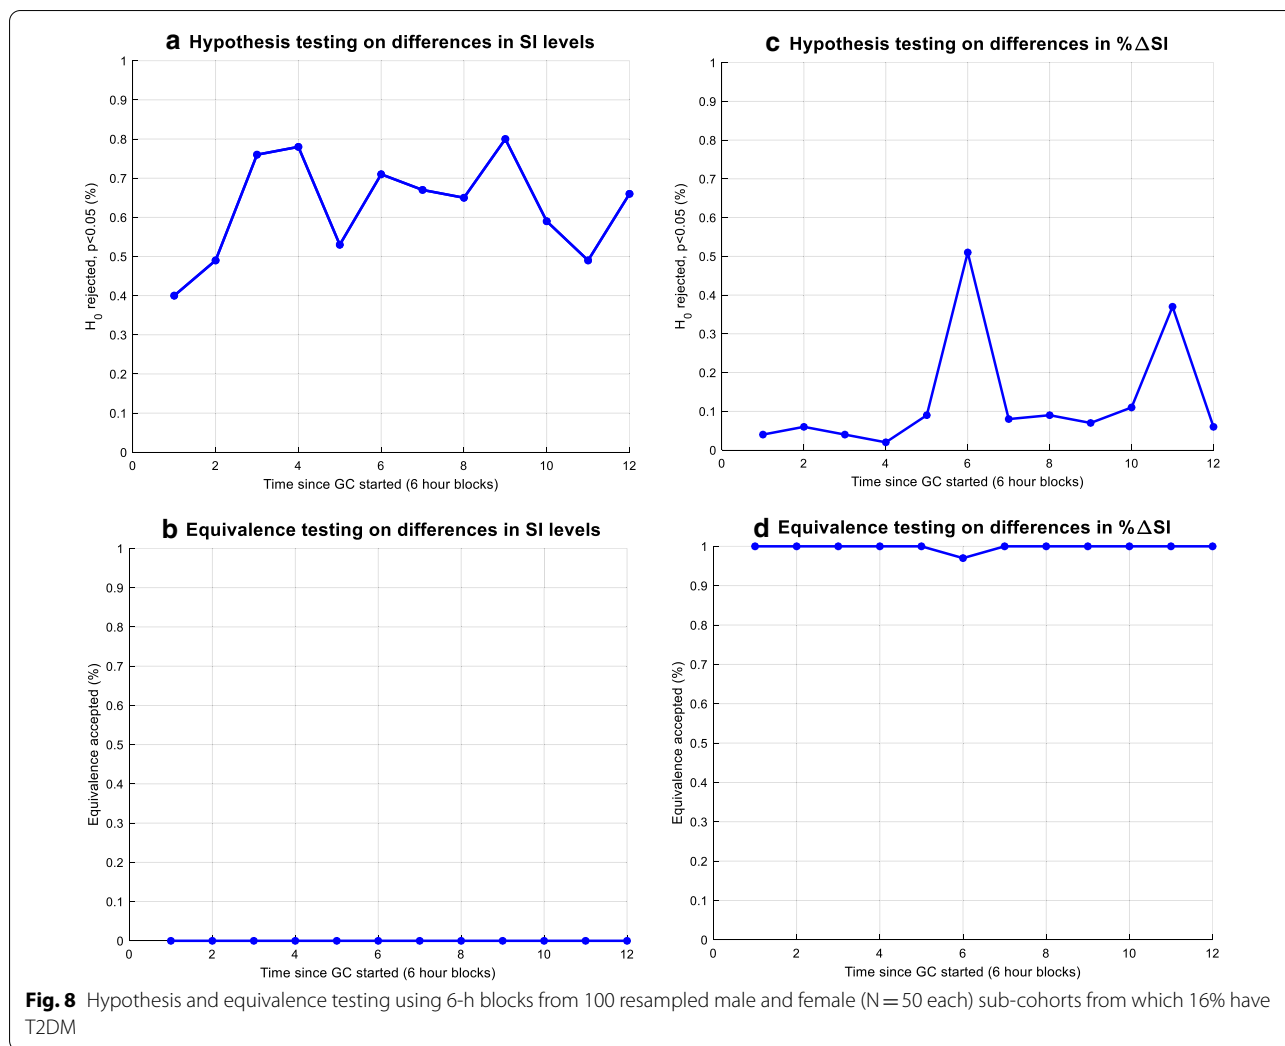 a Hypothesis testing on differences in SI levels
1
0.9
0.8
0.7
0.6
0.5
0.4
0.3
0.2
0.1
0
H0 rejected, p<0.05 (%)
0 2 4 6 8 10 12
Time since GC started (6 hour blocks)
c Hypothesis testing on differences in %ΔSI
1
0.9
0.8
0.7
0.6
0.5
0.4
0.3
0.2
0.1
0
H0 rejected, p<0.05 (%)
0 2 4 6 8 10 12
Time since GC started (6 hour blocks)
b Equivalence testing on differences in SI levels
1
0.9
0.8
0.7
0.6
0.5
0.4
0.3
0.2
0.1
0
Equivalence accepted (%)
0 2 4 6 8 10 12
Time since GC started (6 hour blocks)
d Equivalence testing on differences in %ΔSI
1
0.9
0.8
0.7
0.6
0.5
0.4
0.3
0.2
0.1
0
Equivalence accepted (%)
0 2 4 6 8 10 12
Time since GC started (6 hour blocks)
Fig. 8 Hypothesis and equivalence testing using 6-h blocks from 100 resampled male and female (N = 50 each) sub-cohorts from which 16% have
T2DM